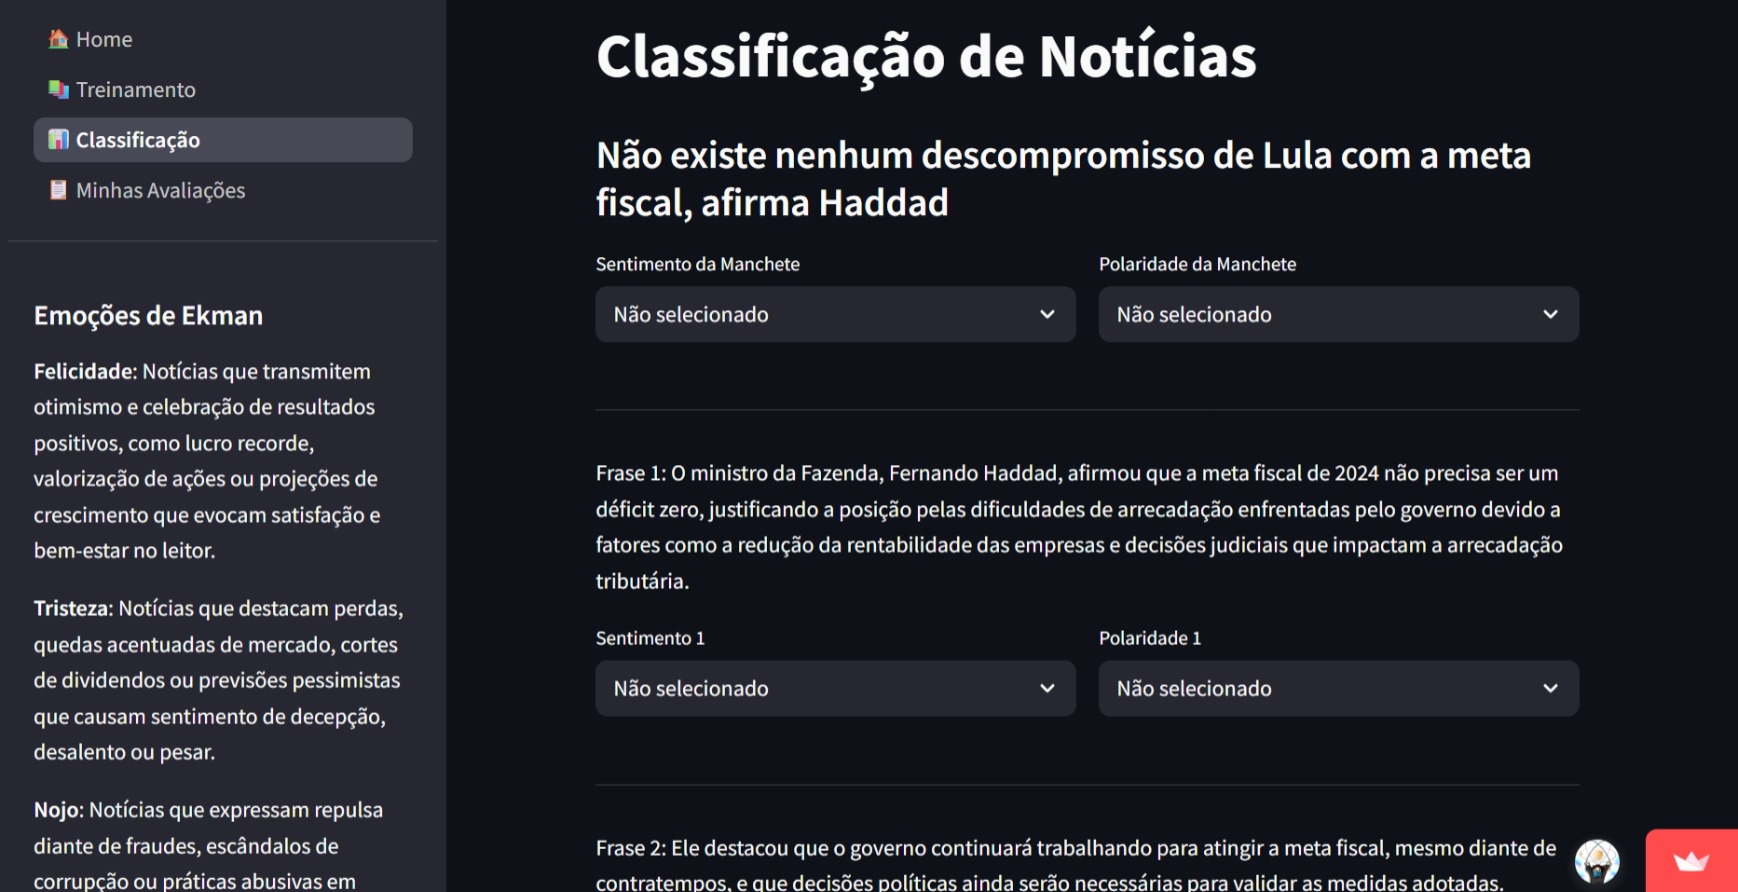 Home
Treinamento
Classificação
Minhas Avaliações
Emoções de Ekman
Felicidade: Notícias que transmitem
otimismo e celebração de resultados
positivos, como lucro recorde,
valorização de ações ou projeções de
crescimento que evocam satisfação e
bem-estar no leitor.
Tristeza: Notícias que destacam perdas,
quedas acentuadas de mercado, cortes
de dividendos ou previsões pessimistas
que causam sentimento de decepção,
desalento ou pesar.
Nojo: Notícias que expressam repulsa
diante de fraudes, escândalos de
corrupção ou práticas abusivas em
Classificação de Notícias
Não existe nenhum descompromisso de Lula com a meta
fiscal, afirma Haddad
Sentimento da Manchete
Não selecionado
Polaridade da Manchete
Não selecionado
Frase 1: O ministro da Fazenda, Fernando Haddad, afirmou que a meta fiscal de 2024 não precisa ser um
déficit zero, justificando a posição pelas dificuldades de arrecadação enfrentadas pelo governo devido a
fatores como a redução da rentabilidade das empresas e decisões judiciais que impactam a arrecadação
tributária.
Sentimento 1
Não selecionado
Polaridade 1
Não selecionado
Frase 2: Ele destacou que o governo continuará trabalhando para atingir a meta fiscal, mesmo diante de
contratempos, e que decisões políticas ainda serão necessárias para validar as medidas adotadas.